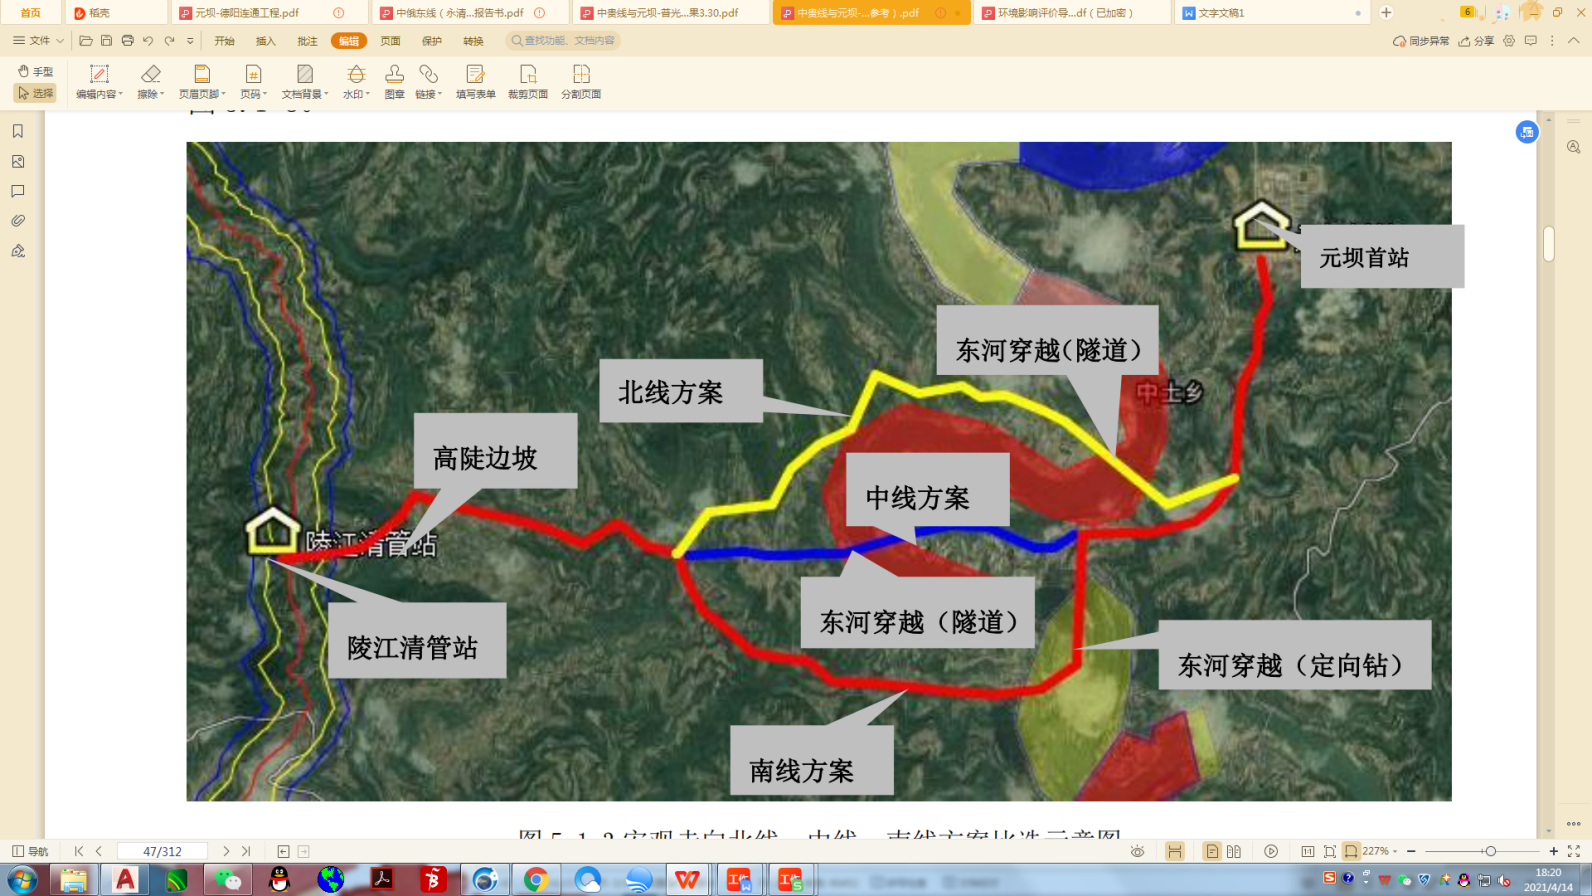 首页
稻壳
元坝-德阳连通工程.pdf
中俄东线（永清...报告书.pdf
中奥线与元坝-普光...果3.30.pdf
中奥线与元坝-...参考）.pdf
环境影响评价导...df（已加密）
文字文稿1
6
文件
开始
插入
批注
编辑
页面
保护
转换
查找功能、文档内容
同步异常
分享
手型
选择
编辑内容
擦除
页眉页脚
页码
文档背景
水印
图章
链接
填写表单
裁剪页面
分割页面
元坝首站
东河穿越（隧道）
中土乡
北线方案
高陡边坡
中线方案
陵江清管站
东河穿越（隧道）
陵江清管站
东河穿越（定向钻）
南线方案
导航
47/312
227%
18:20
2021/4/14